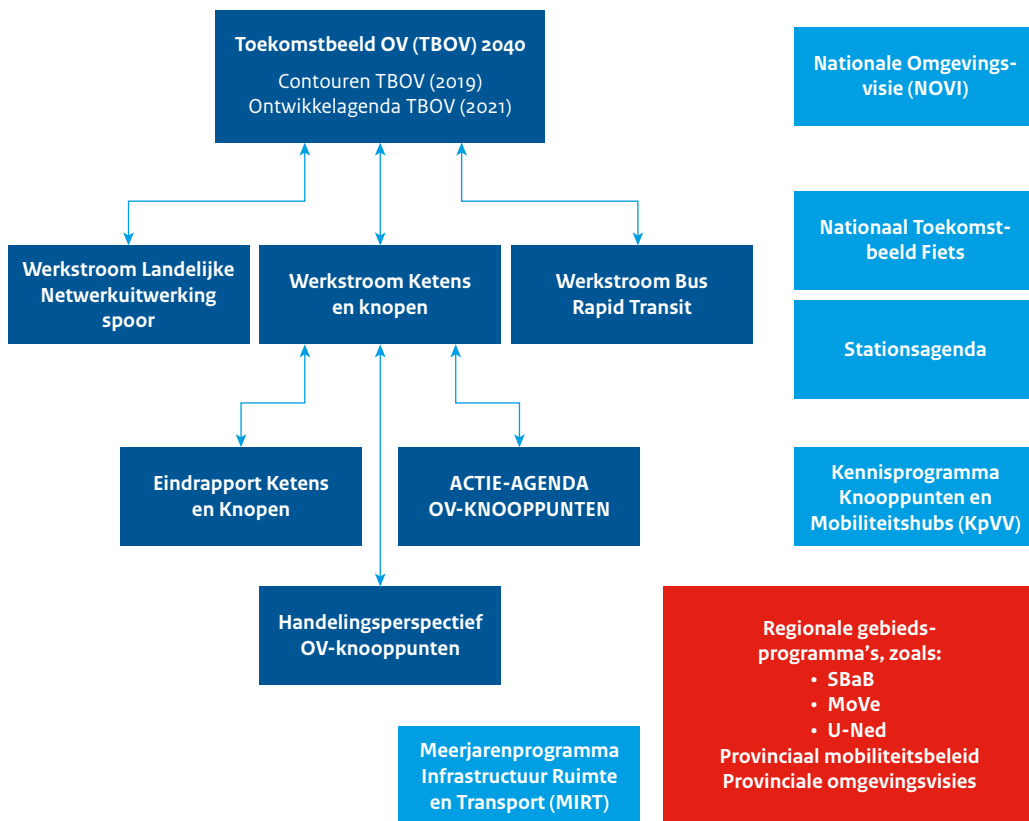 Toekomstbeeld OV (TBOV) 2040
Contouren TBOV (2019)
Ontwikkelagenda TBOV (2021)
Nationale Omgevings-
visie (NOVI)
Werkstroom Landelijke
Netwerkuitwerking
spoor
Werkstroom Ketens
en knopen
Werkstroom Bus
Rapid Transit
Nationaal Toekomst-
beeld Fiets
Stationsagenda
Eindrapport Ketens
en Knopen
ACTIE-AGENDA
OV-KNOOPPUNTEN
Kennisprogramma
Knooppunten en
Mobiliteitshubs (KpVV)
Handelingsperspectief
OV-knooppunten
Regionale gebieds-
programma's, zoals:
• SBaB
• MoVe
• U-Ned
Provinciaal mobiliteitsbeleid
Provinciale omgevingsvisies
Meerjarenprogramma
Infrastructuur Ruimte
en Transport (MIRT)